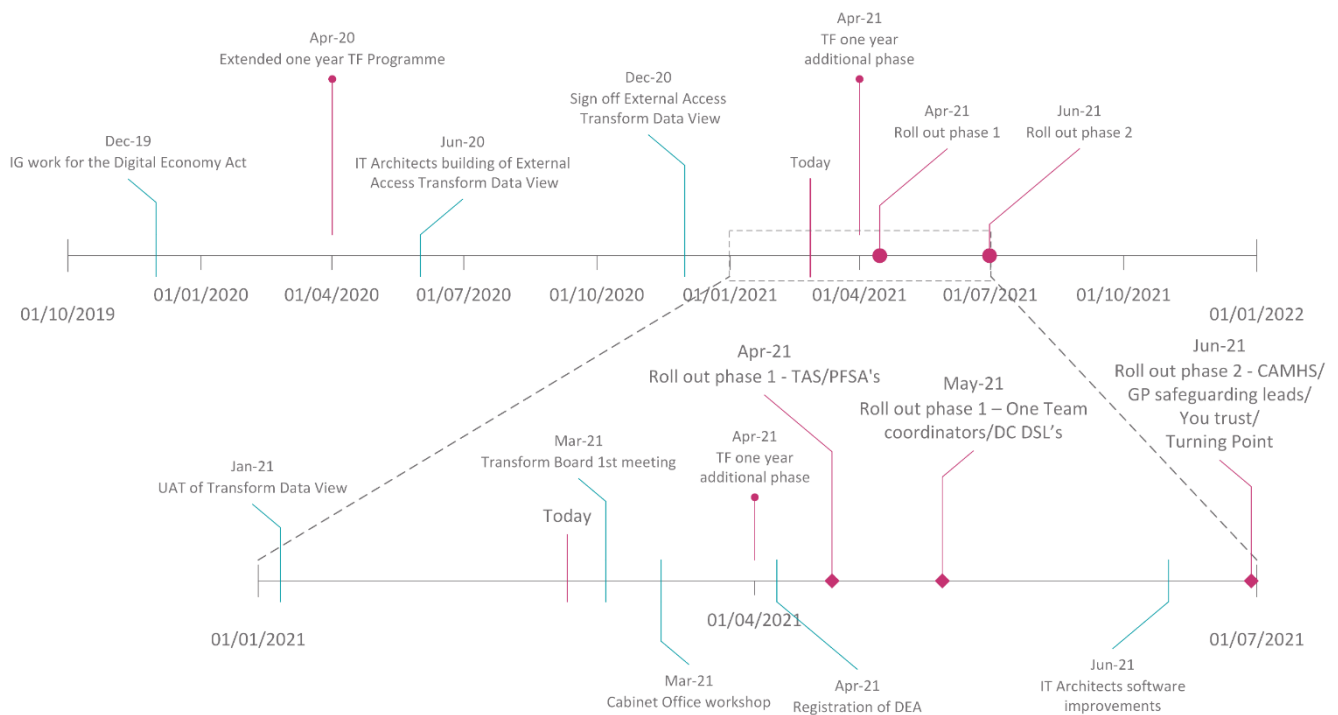 Apr-20
Extended one year TF Programme
Apr-21
TF one year
additional phase
Dec-20
Sign off External Access
Transform Data View
Apr-21
Roll out phase 1
Jun-21
Roll out phase 2
Dec-19
IG work for the Digital Economy Act
Jun-20
IT Architects building of External
Access Transform Data View
Today
01/10/2019
01/01/2020
01/04/2020
01/07/2020
01/10/2020
01/01/2021
01/04/2021
01/07/2021
01/10/2021
01/01/2022
Apr-21
Roll out phase 1 - TAS/PFSA's
May-21
Roll out phase 1 – One Team
coordinators/DC DSL's
Jun-21
Roll out phase 2 - CAMHS/
GP safeguarding leads/
You trust/
Turning Point
Jan-21
UAT of Transform Data View
Mar-21
Transform Board 1st meeting
Today
Apr-21
TF one year
additional phase
01/01/2021
01/04/2021
01/07/2021
Mar-21
Cabinet Office workshop
Apr-21
Registration of DEA
Jun-21
IT Architects software
improvements